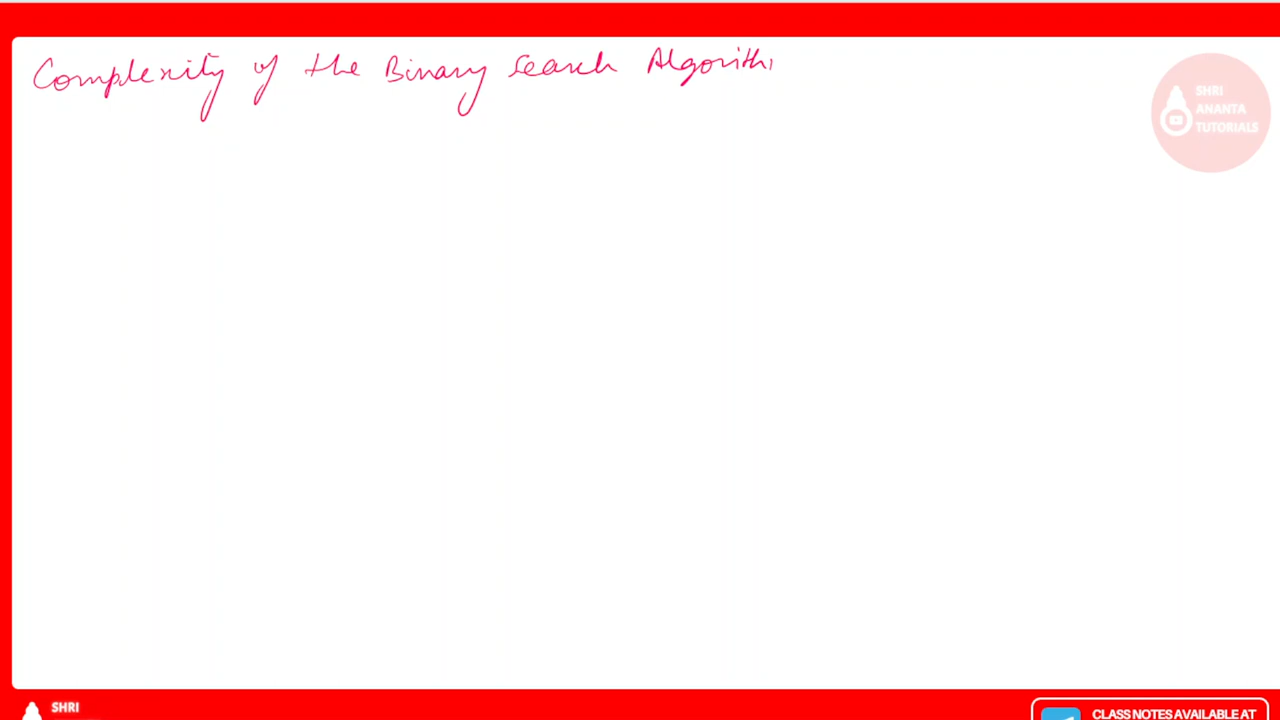 Complexity of the Binary Search Algorith
SHRI
ANANTA
TUTORIALS
SHRI
CLASS NOTES AVAILABLE AT